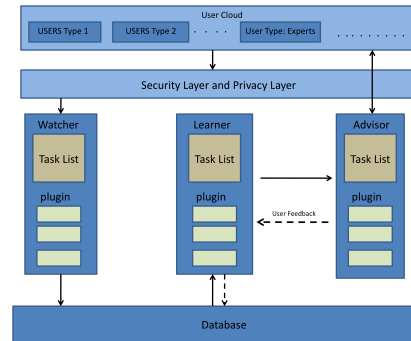 User Cloud
USERS Type 1
USERS Type 2
. . . .
User Type: Experts
. . . . . . . . .
Security Layer and Privacy Layer
Watcher
Learner
Advisor
Task List
Task List
Task List
plugin
plugin
plugin
User Feedback
Database